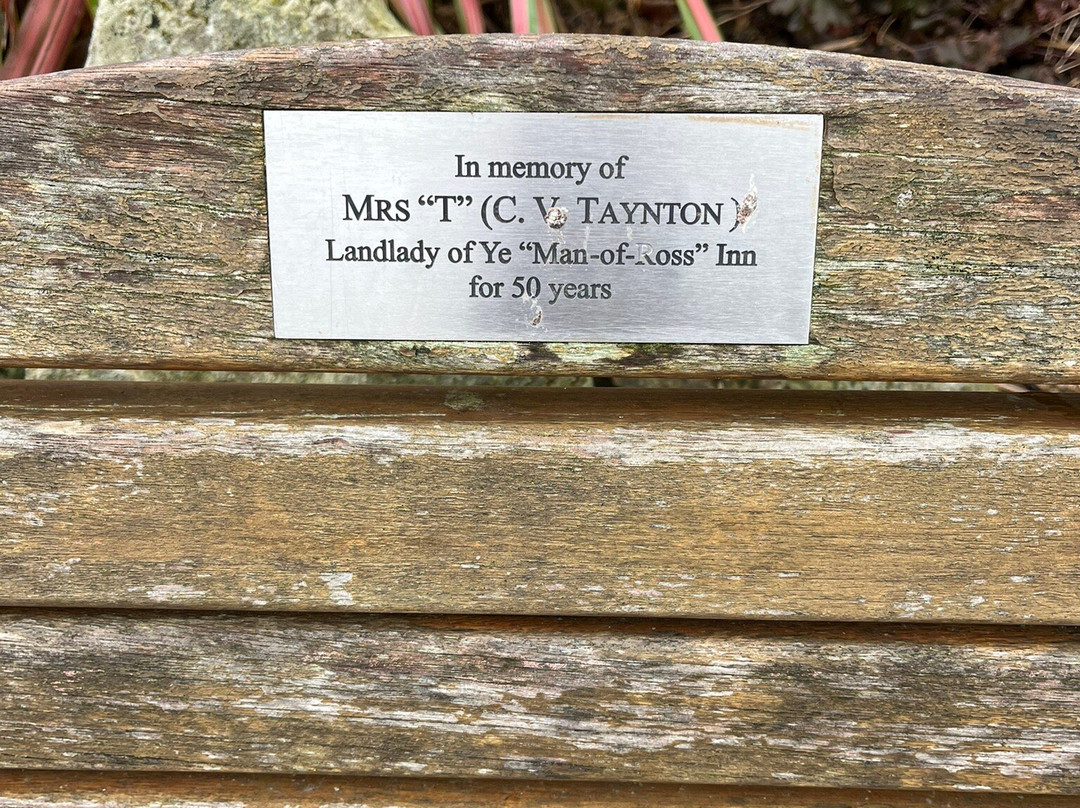 In memory of
MRS “T” (C. V. TAYNTON )
Landlady of Ye “Man-of-Ross” Inn
for 50 years